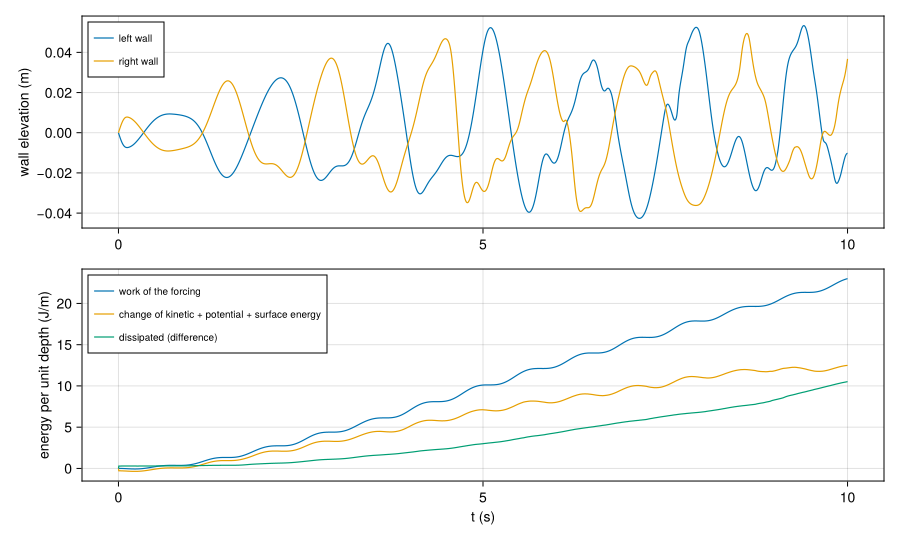 wall elevation (m)
0.04
0.02
0.00
−0.02
−0.04
left wall
right wall
0
5
10
energy per unit depth (J/m)
20
15
10
5
0
work of the forcing
change of kinetic + potential + surface energy
dissipated (difference)
0
5
10
t (s)